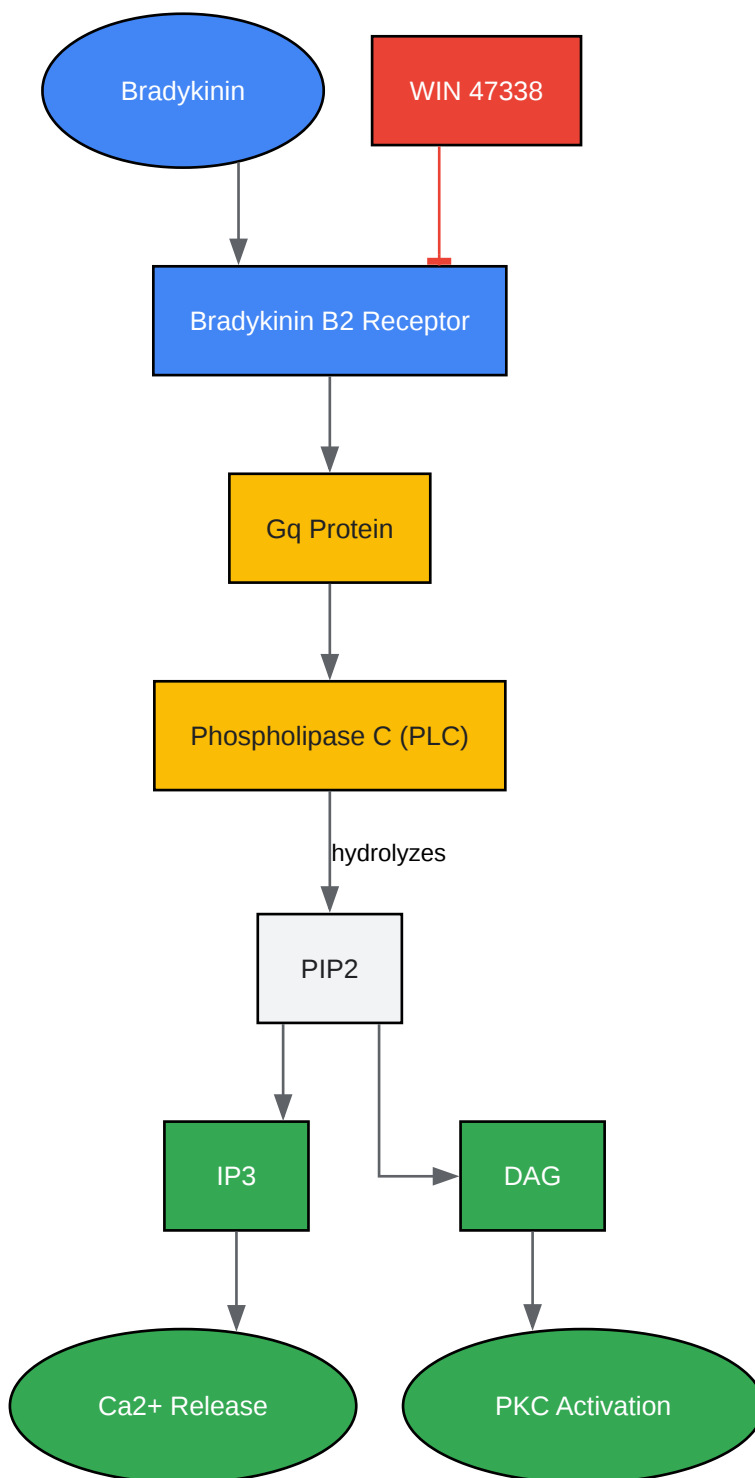 Bradykinin
WIN 47338
Bradykinin B2 Receptor
Gq Protein
Phospholipase C (PLC)
hydrolyzes
PIP2
IP3
DAG
Ca2+ Release
PKC Activation